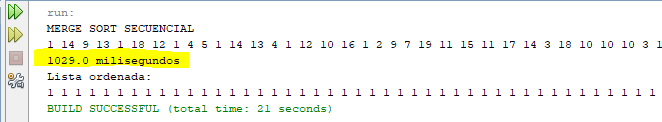 run:
MERGE SORT SECUENCIAL
1 14 9 13 1 18 12 1 4 5 1 14 13 4 1 12 10 16 1 2 9 7 19 11 15 11 17 14 3 18 10 10 10 3 1
1029.0 milisegundos
Lista ordenada:
1 1 1 1 1 1 1 1 1 1 1 1 1 1 1 1 1 1 1 1 1 1 1 1 1 1 1 1 1 1 1 1 1 1 1 1 1 1 1 1 1 1 1 1
BUILD SUCCESSFUL (total time: 21 seconds)